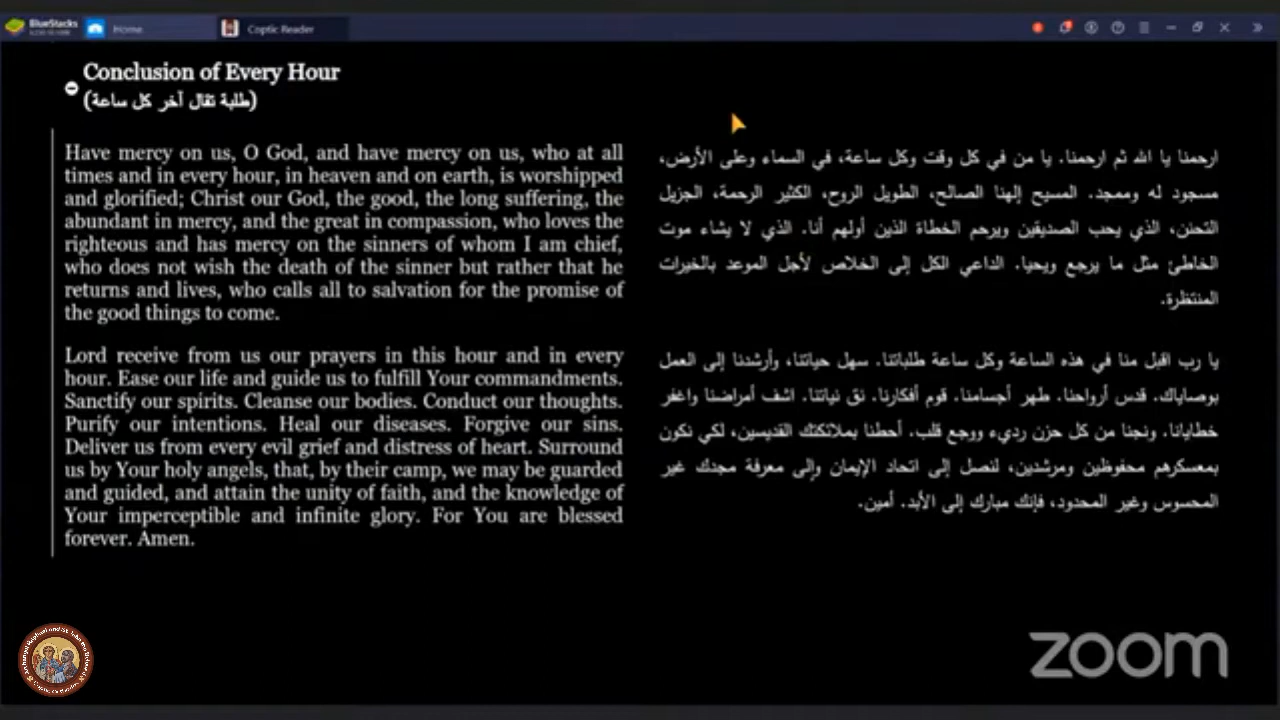 BlueStacks
Home
Coptic Reader
Conclusion of Every Hour
(طلبة تقال آخر كل ساعة)
Have mercy on us, O God, and have mercy on us, who at all
times and in every hour, in heaven and on earth, is worshipped
and glorified; Christ our God, the good, the long suffering, the
abundant in mercy, and the great in compassion, who loves the
righteous and has mercy on the sinners of whom I am chief,
who does not wish the death of the sinner but rather that he
returns and lives, who calls all to salvation for the promise of
the good things to come.
Lord receive from us our prayers in this hour and in every
hour. Ease our life and guide us to fulfill Your commandments.
Sanctify our spirits. Cleanse our bodies. Conduct our thoughts.
Purify our intentions. Heal our diseases. Forgive our sins.
Deliver us from every evil grief and distress of heart. Surround
us by Your holy angels, that, by their camp, we may be guarded
and guided, and attain the unity of faith, and the knowledge of
Your imperceptible and infinite glory. For You are blessed
forever. Amen.
ارحمنا يا الله ثم ارحمنا. يا من في كل وقت وكل ساعة، في السماء وعلى الأرض،
مسجود له وممجد. المسيح إلهنا الصالح، الطويل الروح، الكثير الرحمة، الجزيل
التحنن، الذي يحب الصديقين ويرحم الخطاة الذين أولهم أنا. الذي لا يشاء موت
الخاطئ مثل ما يرجع ويحيا. الداعي الكل إلى الخلاص لأجل الموعد بالخيرات
المنتظرة.
يا رب اقبل منا في هذه الساعة وكل ساعة طلباتنا. سهل حياتنا، وأرشدنا إلى العمل
بوصاياك. قدس أرواحنا. طهر أجسامنا. قوم أفكارنا. نق نياتنا. اشف أمراضنا واغفر
خطايانا. ونجنا من كل حزن رديء ووجع قلب. أحطنا بملائكتك القديسين، لكي نكون
بمعسكرهم محفوظين ومرشدين، لنصل إلى اتحاد الإيمان وإلى معرفة مجدك غير
المحسوس وغير المحدود، فإنك مبارك إلى الأبد. أمين.
zoom